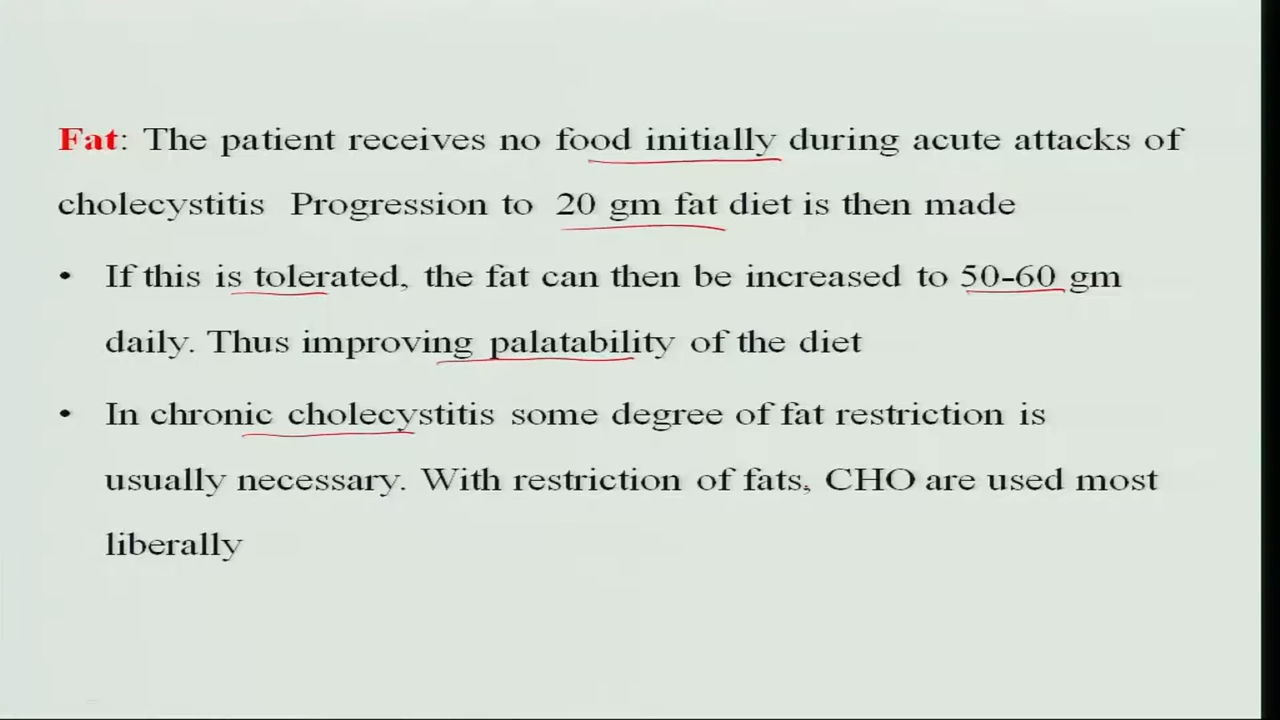 Fat: The patient receives no food initially during acute attacks of
cholecystitis Progression to 20 gm fat diet is then made
• If this is tolerated, the fat can then be increased to 50-60 gm
daily. Thus improving palatability of the diet
• In chronic cholecystitis some degree of fat restriction is
usually necessary. With restriction of fats, CHO are used most
liberally